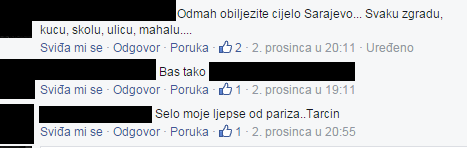 Odmah obiljezite cijelo Sarajevo... Svaku zgradu,
kucu, skolu, ulicu, mahalu....
Sviđa mi se · Odgovor · Poruka · 2 · 2. prosinca u 20:11 · Uređeno
Bas tako
Sviđa mi se · Odgovor · Poruka · 1 · 2. prosinca u 19:11
Selo moje ljepse od pariza..Tarcin
Sviđa mi se · Odgovor · Poruka · 1 · 2. prosinca u 20:55